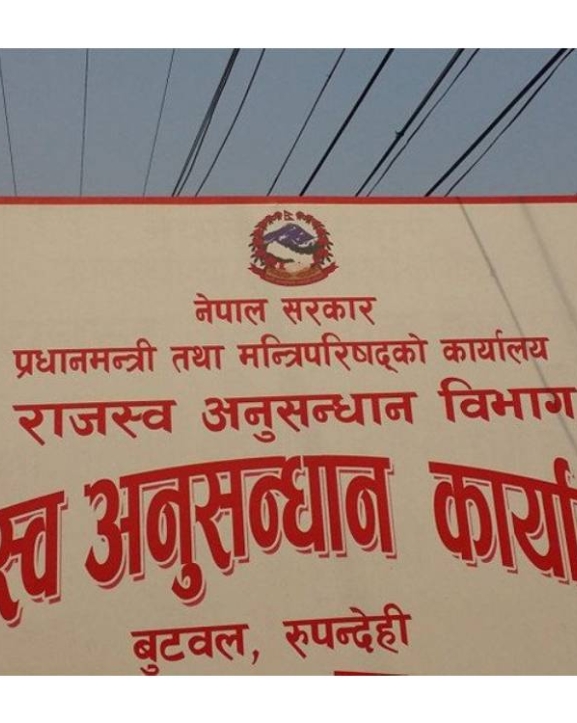 नेपाल सरकार
प्रधानमन्त्री तथा मन्त्रिपरिषद्को कार्यालय
राजस्व अनुसन्धान विभाग
स्व अनुसन्धान कार्या
बुटवल, रुपन्देही